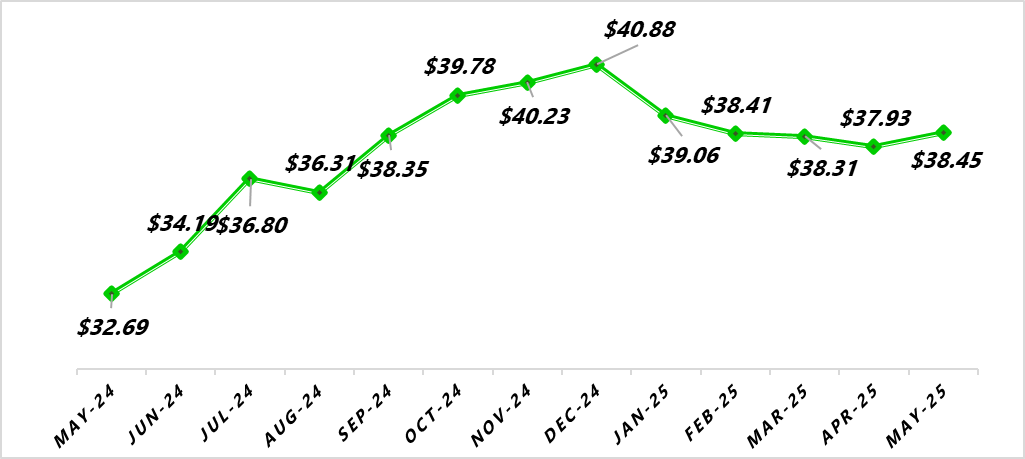 $40.88
$39.78
$38.41
$40.23
$37.93
$39.06
$38.45
$36.31
$38.35
$38.31
$34.19
$36.80
$32.69
MAY-24
JUN-24
JUL-24
AUG-24
SEP-24
OCT-24
NOV-24
DEC-24
JAN-25
FEB-25
MAR-25
APR-25
MAY-25